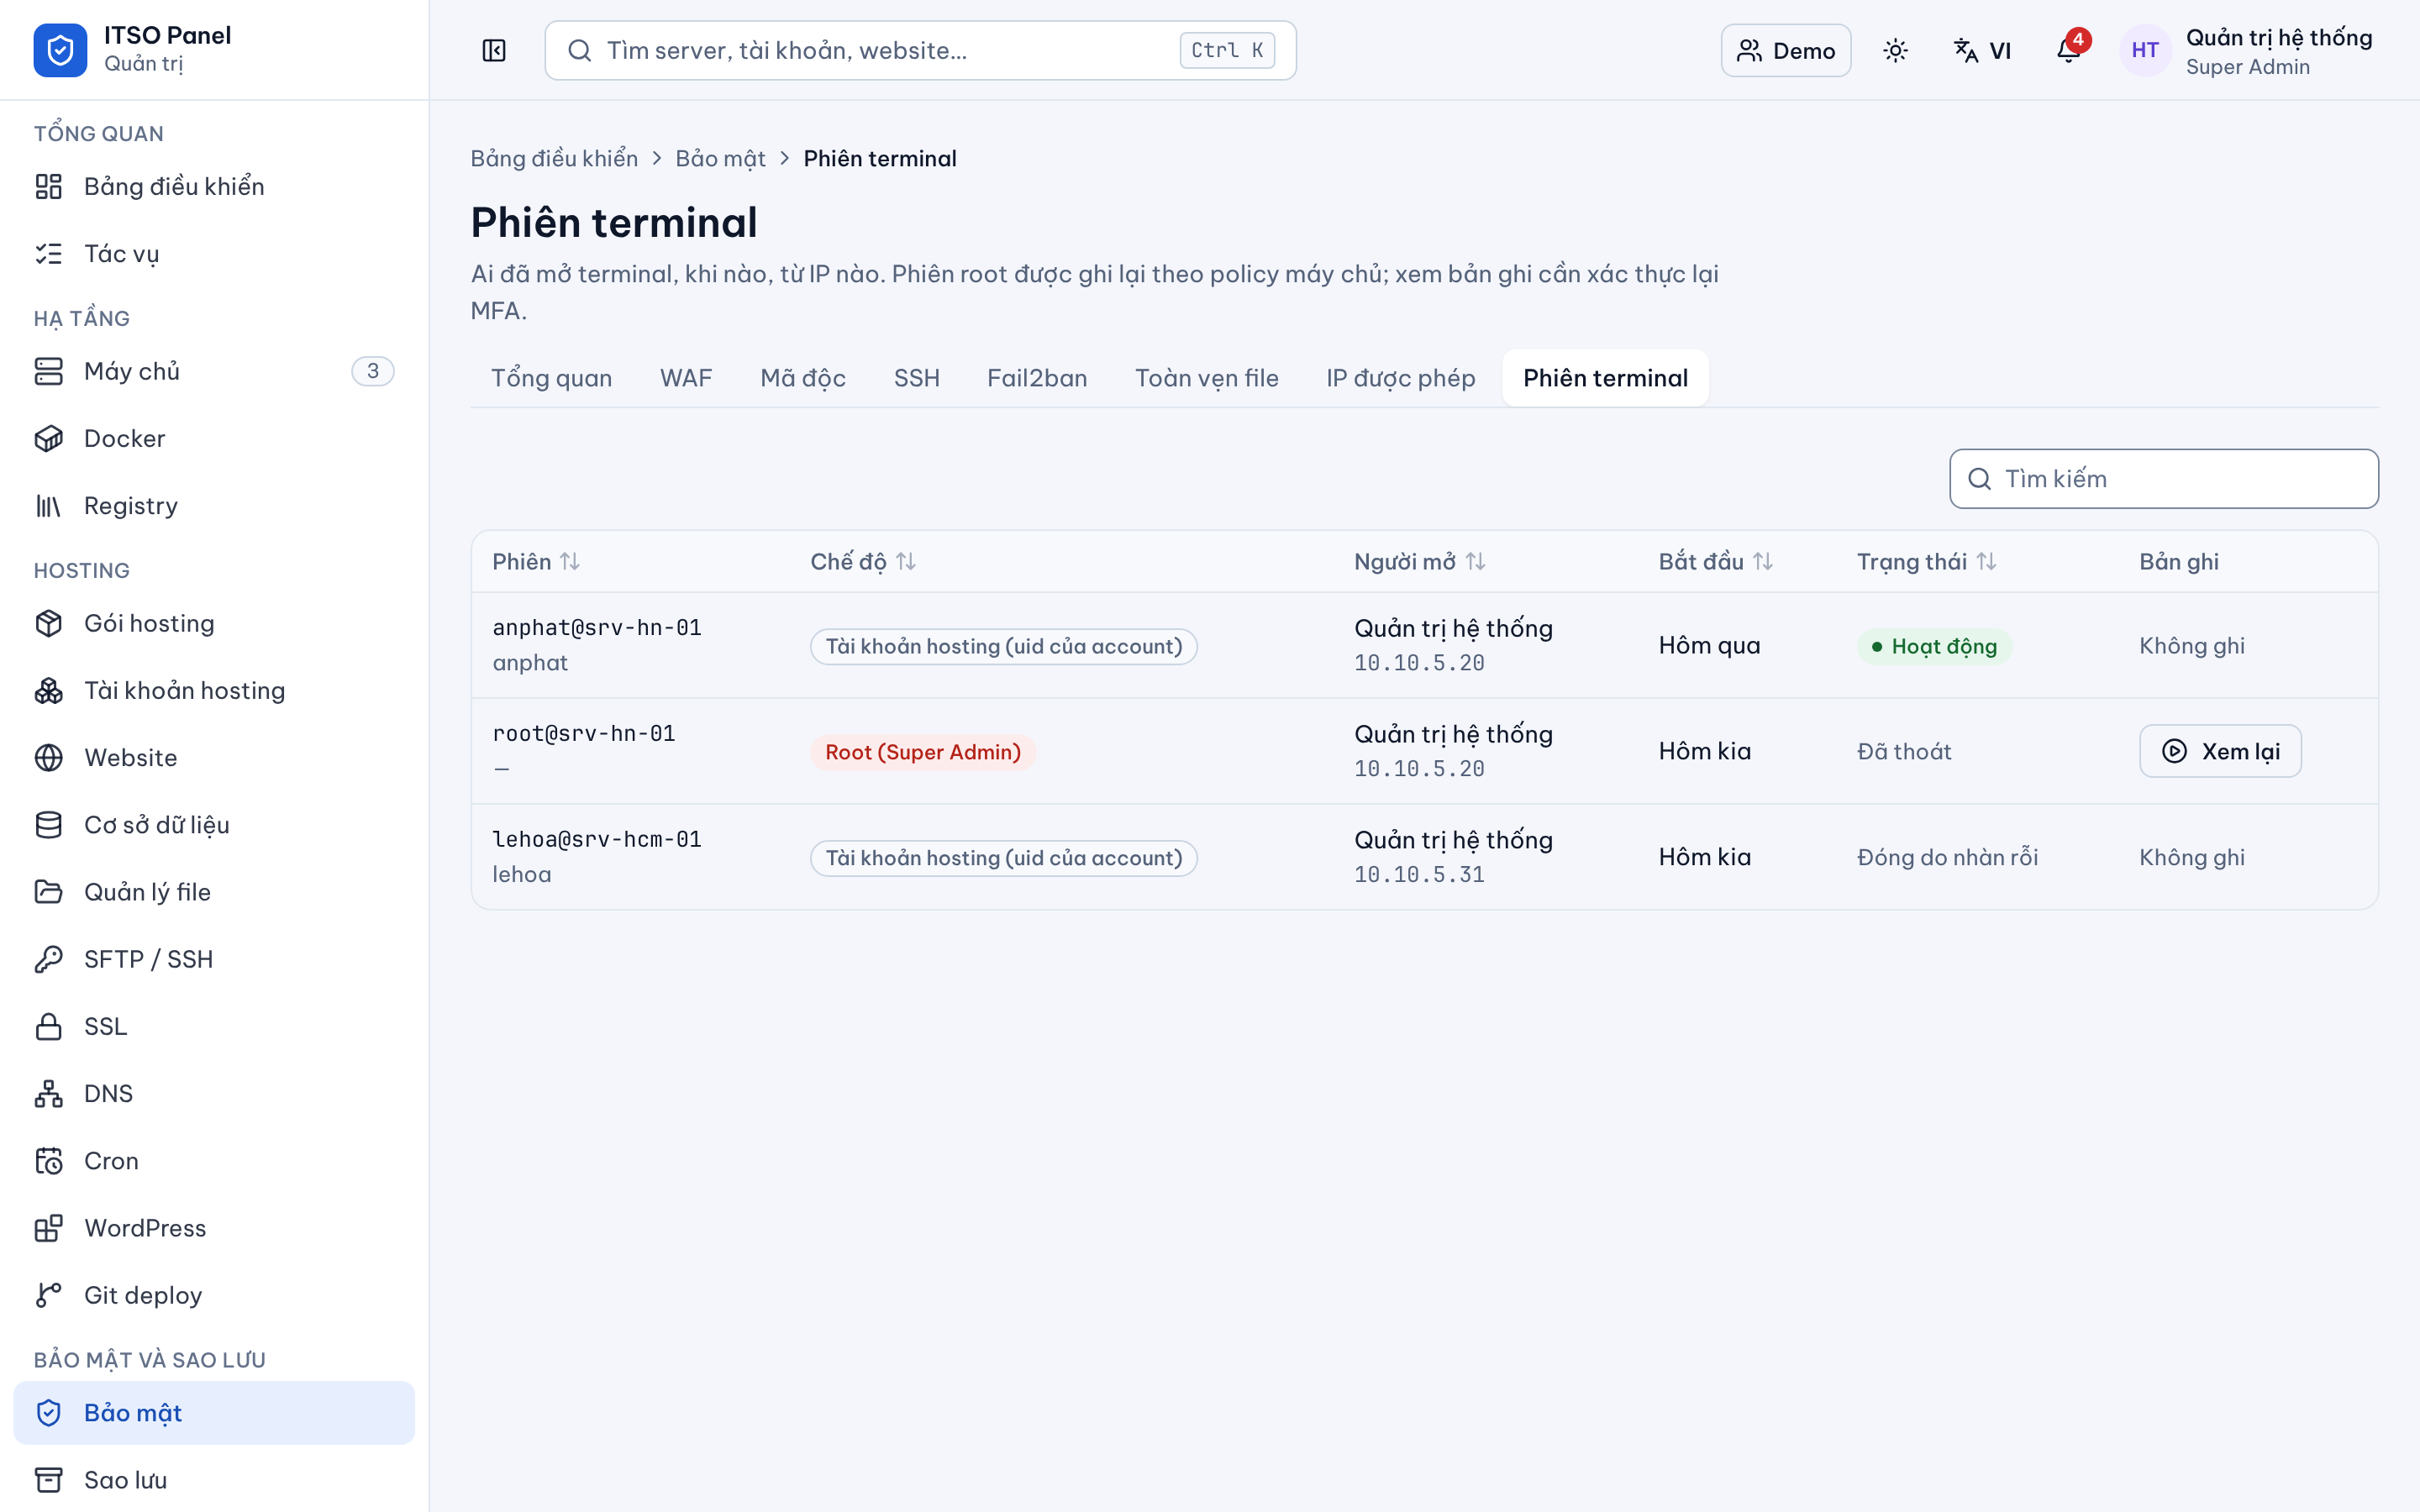 ITSO Panel
Quản trị
Tìm server, tài khoản, website...
Ctrl K
Demo
VI
4
HT
Quản trị hệ thống
Super Admin
TỔNG QUAN
Bảng điều khiển
Tác vụ
HẠ TẦNG
Máy chủ
3
Docker
Registry
HOSTING
Gói hosting
Tài khoản hosting
Website
Cơ sở dữ liệu
Quản lý file
SFTP / SSH
SSL
DNS
Cron
WordPress
Git deploy
BẢO MẬT VÀ SAO LƯU
Bảo mật
Sao lưu
Bảng điều khiển > Bảo mật > Phiên terminal
Phiên terminal
Ai đã mở terminal, khi nào, từ IP nào. Phiên root được ghi lại theo policy máy chủ; xem bản ghi cần xác thực lại
MFA.
Tổng quan WAF Mã độc SSH Fail2ban Toàn vẹn file IP được phép Phiên terminal
Tìm kiếm
Phiên Chế độ Người mở Bắt đầu Trạng thái Bản ghi
anphat@srv-hn-01
anphat
Tài khoản hosting (uid của account)
Quản trị hệ thống
10.10.5.20
Hôm qua
Hoạt động
Không ghi
root@srv-hn-01
—
Root (Super Admin)
Quản trị hệ thống
10.10.5.20
Hôm kia
Đã thoát
Xem lại
lehoa@srv-hcm-01
lehoa
Tài khoản hosting (uid của account)
Quản trị hệ thống
10.10.5.31
Hôm kia
Đóng do nhàn rỗi
Không ghi